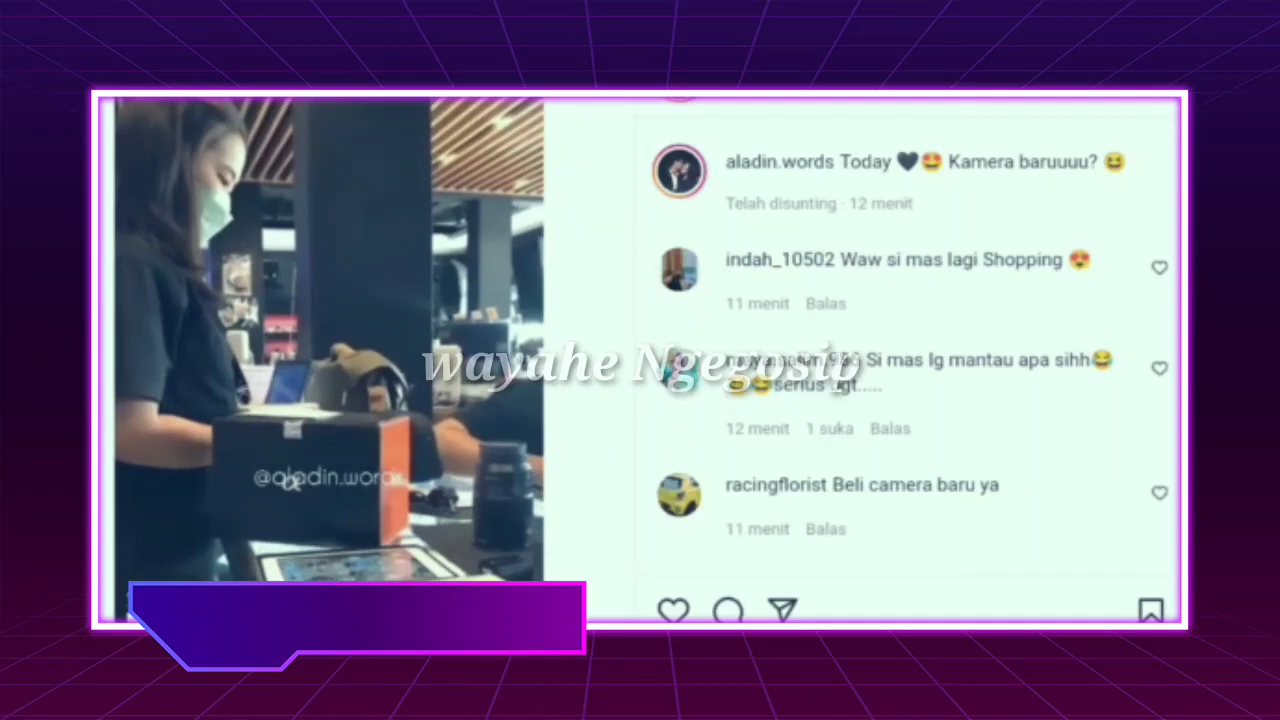 aladin.words Today 🖤🤩 Kamera baruuuu? 😆
Telah disunting · 12 menit
indah_10502 Waw si mas lagi Shopping 😍
11 menit Balas
wayahe Ngegosip
Si mas lg mantau apa sihh😂
😂😂serius
12 menit 1 suka Balas
@aladin.words
racingflorist Beli camera baru ya
11 menit Balas